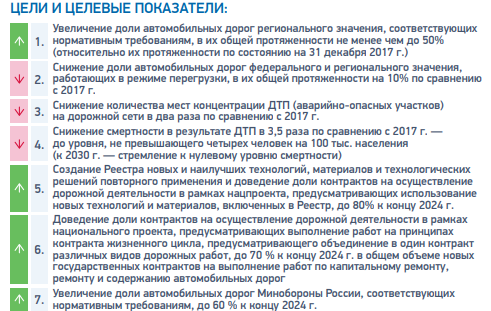 ЦЕЛИ И ЦЕЛЕВЫЕ ПОКАЗАТЕЛИ:
1. Увеличение доли автомобильных дорог регионального значения, соответствующих
нормативным требованиям, в их общей протяженности не менее чем до 50%
(относительно их протяженности по состоянию на 31 декабря 2017 г.)
2. Снижение доли автомобильных дорог федерального и регионального значения,
работающих в режиме перегрузки, в их общей протяженности на 10% по сравнению
с 2017 г.
3. Снижение количества мест концентрации ДТП (аварийно-опасных участков)
на дорожной сети в два раза по сравнению с 2017 г.
4. Снижение смертности в результате ДТП в 3,5 раза по сравнению с 2017 г. —
до уровня, не превышающего четырех человек на 100 тыс. населения
(к 2030 г. — стремление к нулевому уровню смертности)
5. Создание Реестра новых и наилучших технологий, материалов и технологических
решений повторного применения и доведение доли контрактов на осуществление
дорожной деятельности в рамках нацпроекта, предусматривающих использование
новых технологий и материалов, включенных в Реестр, до 80% к концу 2024 г.
6. Доведение доли контрактов на осуществление дорожной деятельности в рамках
национального проекта, предусматривающих выполнение работ на принципах
контракта жизненного цикла, предусматривающего объединение в один контракт
различных видов дорожных работ, до 70 % к концу 2024 г. в общем объеме новых
государственных контрактов на выполнение работ по капитальному ремонту,
ремонту и содержанию автомобильных дорог
7. Увеличение доли автомобильных дорог Минобороны России, соответствующих
нормативным требованиям, до 60 % к концу 2024 г.